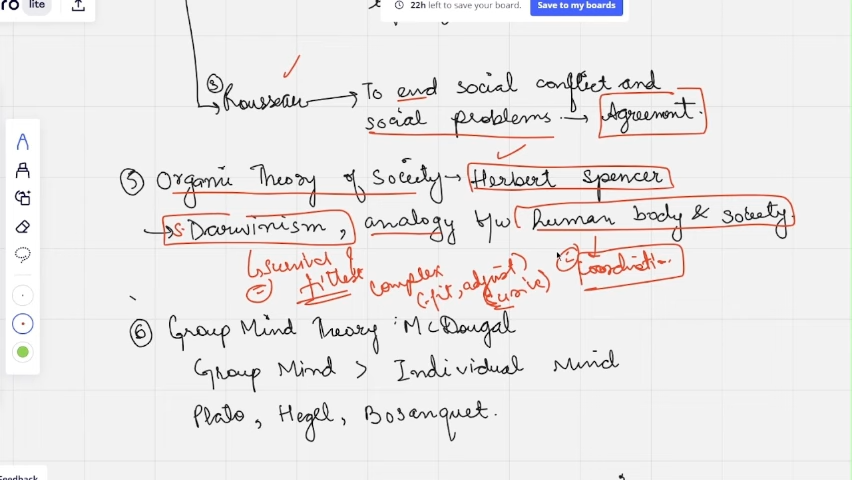 ro lite
22h left to save your board. Save to my boards
③ Rousseau → To end social conflict and
social problems → Agreement.
⑤ Organic Theory of Society → Herbert Spencer
→ S. Darwinism, analogy b/w human body & society.
↳ survival of
fittest complex (fit, adjust)
Coordinati..
⑥ Group Mind Theory : McDougal
Group Mind > Individual Mind
Plato, Hegel, Bosanquet.
Feedback